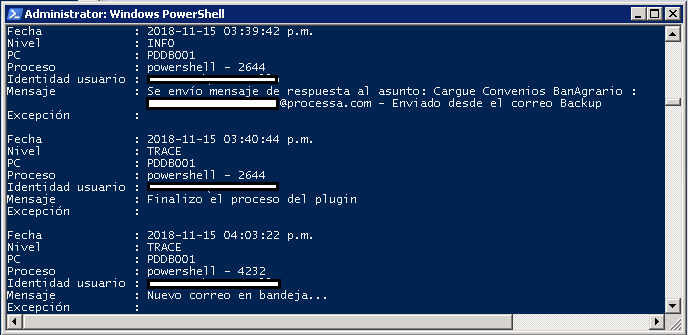 Administrator: Windows PowerShell
Fecha : 2018-11-15 03:39:42 p.m.
Nivel : INFO
PC : PDDB001
Proceso : powershell - 2644
Identidad usuario :
Mensaje : Se envío mensaje de respuesta al asunto: Cargue Convenios BanAgrario :
@processa.com - Enviado desde el correo Backup
Excepción :
Fecha : 2018-11-15 03:40:44 p.m.
Nivel : TRACE
PC : PDDB001
Proceso : powershell - 2644
Identidad usuario :
Mensaje : Finalizo el proceso del plugin
Excepción :
Fecha : 2018-11-15 04:03:22 p.m.
Nivel : TRACE
PC : PDDB001
Proceso : powershell - 4232
Identidad usuario :
Mensaje : Nuevo correo en bandeja...
Excepción :